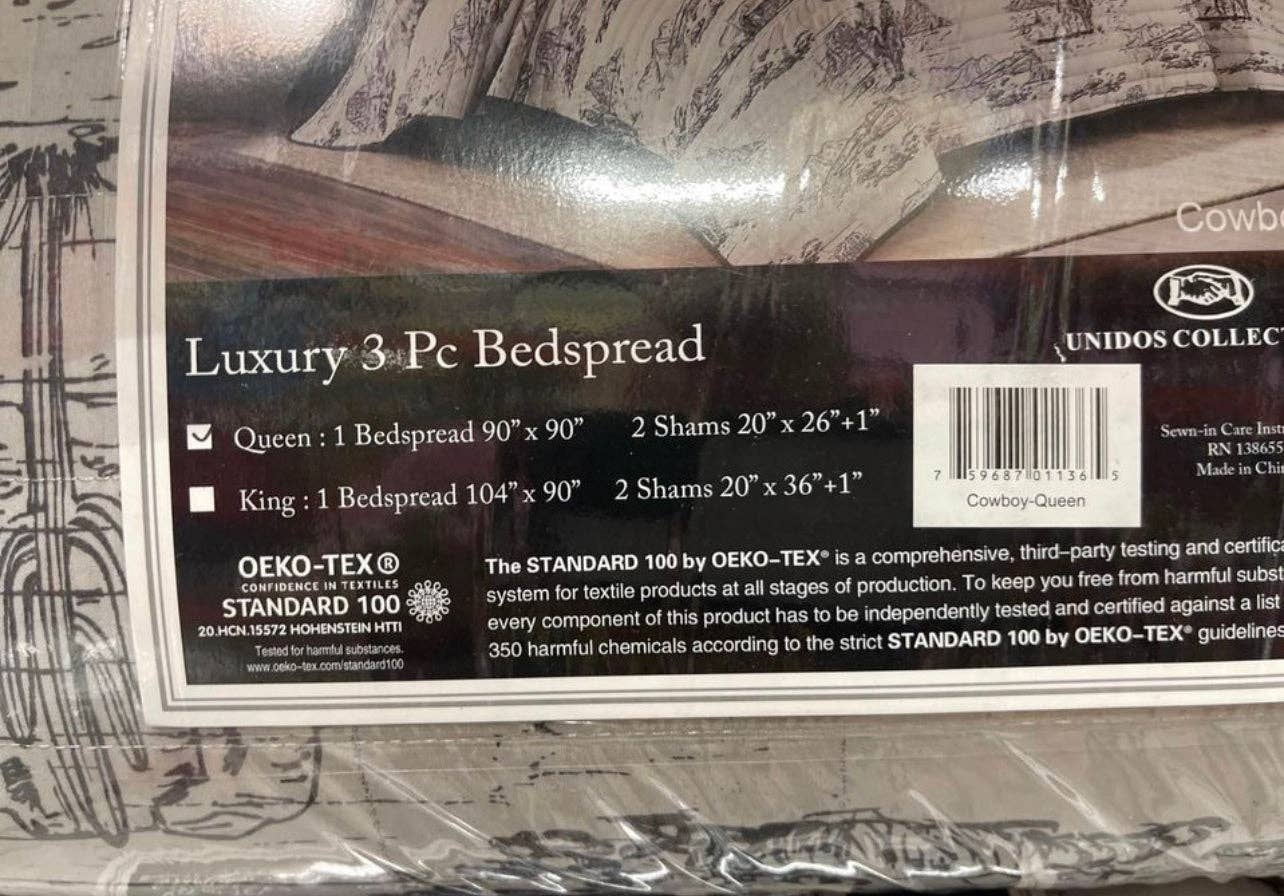 Cowb
UNIDOS COLLEC
Luxury 3 Pc Bedspread
Queen : 1 Bedspread 90” x 90” 2 Shams 20” x 26”+1”
King : 1 Bedspread 104” x 90” 2 Shams 20” x 36”+1”
7 59687 01136 5
Cowboy-Queen
Sewn-in Care Instr
RN 138655
Made in Chin
OEKO-TEX®
CONFIDENCE IN TEXTILES
STANDARD 100
20.HCN.15572 HOHENSTEIN HTTI
Tested for harmful substances.
www.oeko-tex.com/standard100
The STANDARD 100 by OEKO–TEX® is a comprehensive, third–party testing and certifica
system for textile products at all stages of production. To keep you free from harmful subst
every component of this product has to be independently tested and certified against a list
350 harmful chemicals according to the strict STANDARD 100 by OEKO–TEX® guidelines